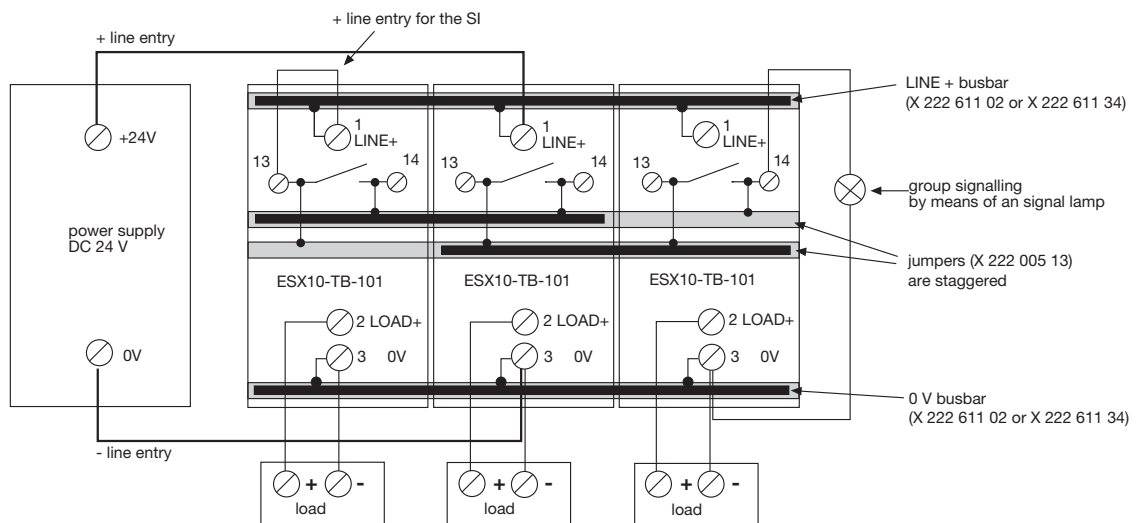 + line entry for the SI
+ line entry
LINE + busbar
(X 222 611 02 or X 222 611 34)
+24V
1
LINE+
1
LINE+
1
LINE+
13
14
13
14
13
14
group signalling
by means of an signal lamp
power supply
DC 24 V
jumpers (X 222 005 13)
are staggered
ESX10-TB-101
ESX10-TB-101
ESX10-TB-101
2 LOAD+
2 LOAD+
2 LOAD+
0V
3 0V
3 0V
3 0V
0 V busbar
(X 222 611 02 or X 222 611 34)
- line entry
+ -
load
+ -
load
+ -
load